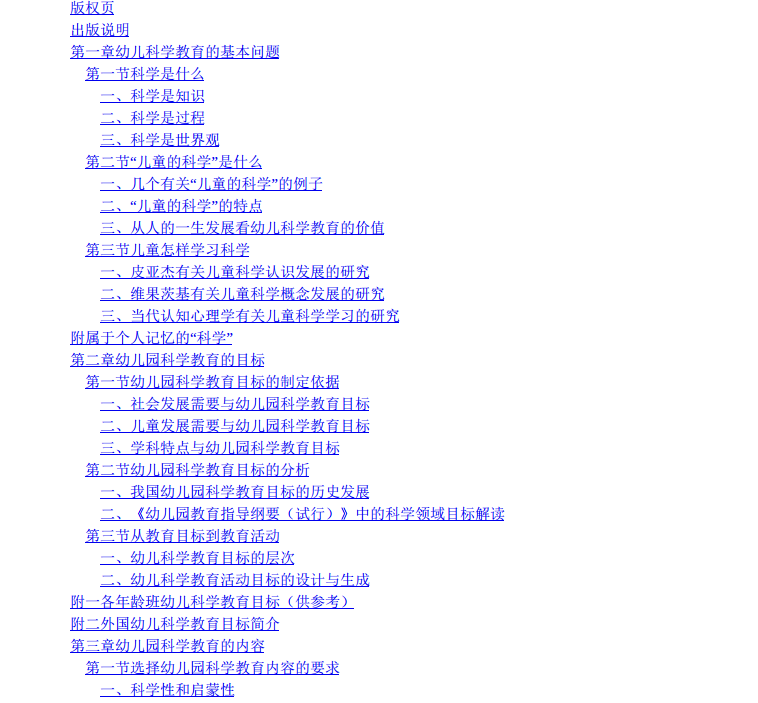 版权页
出版说明
第一章幼儿科学教育的基本问题
第一节科学是什么
一、科学是知识
二、科学是过程
三、科学是世界观
第二节“儿童的科学”是什么
一、几个有关“儿童的科学”的例子
二、“儿童的科学”的特点
三、从人的一生发展看幼儿科学教育的价值
第三节儿童怎样学习科学
一、皮亚杰有关儿童科学认识发展的研究
二、维果茨基有关儿童科学概念发展的研究
三、当代认知心理学有关儿童科学学习的研究
附属于个人记忆的“科学”
第二章幼儿园科学教育的目标
第一节幼儿园科学教育目标的制定依据
一、社会发展需要与幼儿园科学教育目标
二、儿童发展需要与幼儿园科学教育目标
三、学科特点与幼儿园科学教育目标
第二节幼儿园科学教育目标的分析
一、我国幼儿园科学教育目标的历史发展
二、《幼儿园教育指导纲要（试行）》中的科学领域目标解读
第三节从教育目标到教育活动
一、幼儿科学教育目标的层次
二、幼儿科学教育活动目标的设计与生成
附一各年龄班幼儿科学教育目标（供参考）
附二外国幼儿科学教育目标简介
第三章幼儿园科学教育的内容
第一节选择幼儿园科学教育内容的要求
一、科学性和启蒙性